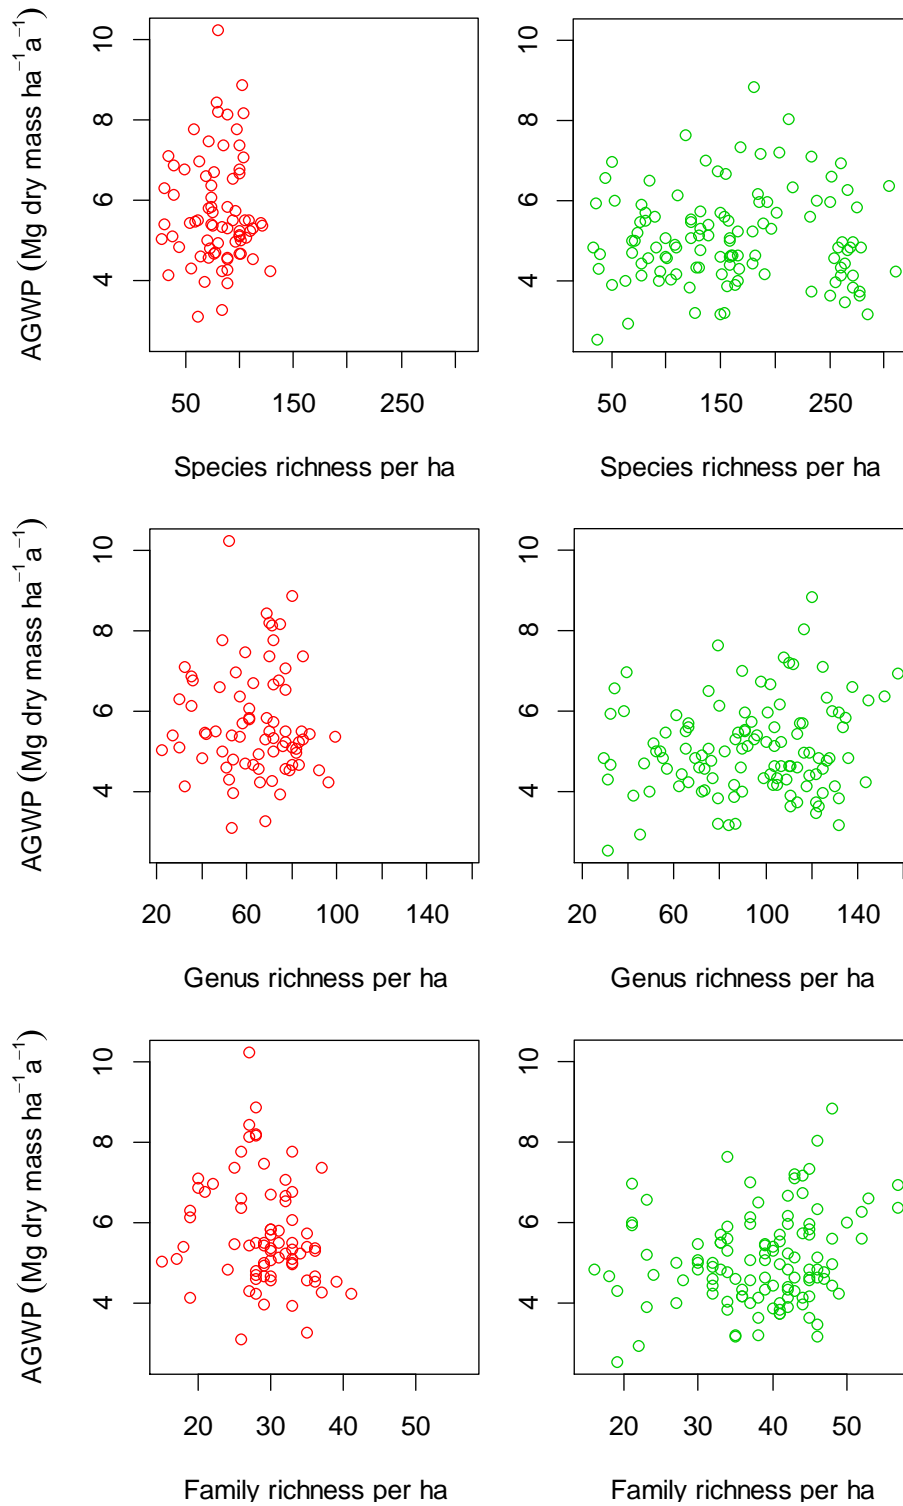 AGWP (Mg dry mass ha⁻¹a⁻¹)
10
8
6
4
50 150 250
Species richness per ha
10
8
6
4
50 150 250
Species richness per ha
AGWP (Mg dry mass ha⁻¹a⁻¹)
10
8
6
4
20 60 100 140
Genus richness per ha
10
8
6
4
20 60 100 140
Genus richness per ha
AGWP (Mg dry mass ha⁻¹a⁻¹)
10
8
6
4
20 30 40 50
Family richness per ha
10
8
6
4
20 30 40 50
Family richness per ha